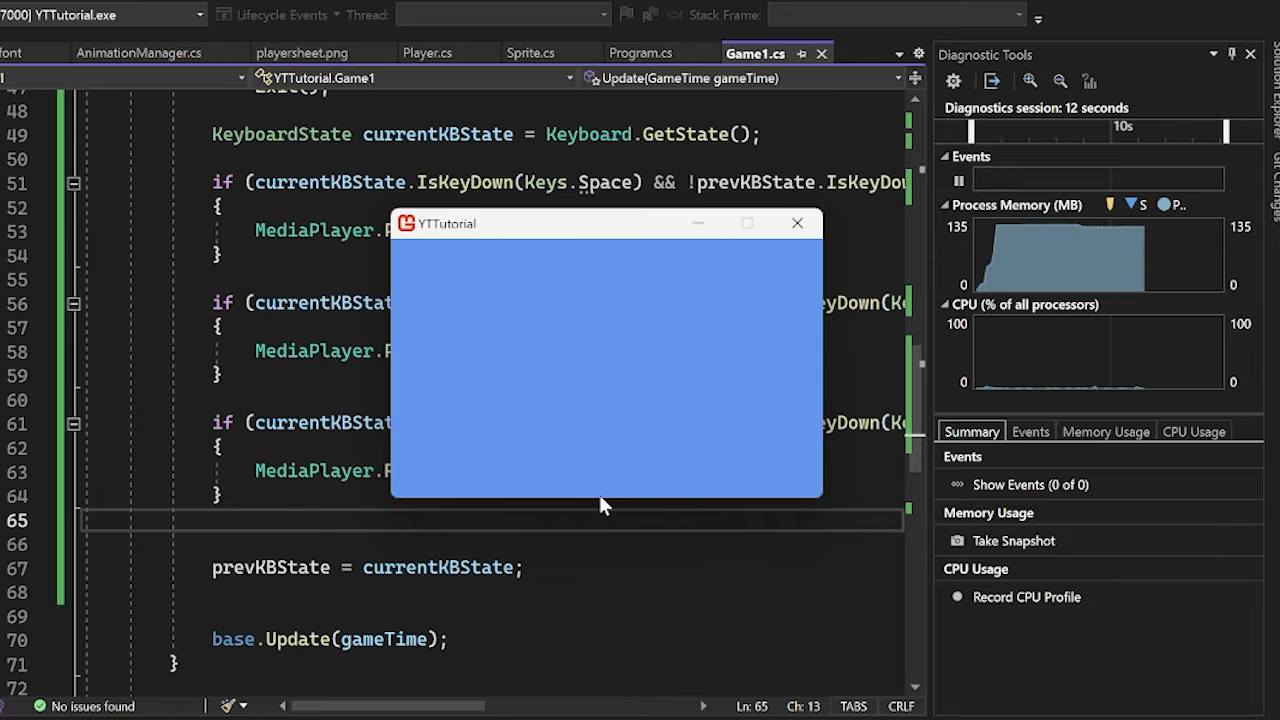 7000] YTTutorial.exe Lifecycle Events Thread: Stack Frame:
font AnimationManager.cs playersheet.png Player.cs Sprite.cs Program.cs Game1.cs
YTTutorial.Game1 Update(GameTime gameTime)
48
49 KeyboardState currentKBState = Keyboard.GetState();
50
51 if (currentKBState.IsKeyDown(Keys.Space) && !prevKBState.IsKeyDow
52 {
53 MediaPlayer.
54 }
55
56 if (currentKBStat eyDown(Ke
57 {
58 MediaPlayer.
59 }
60
61 if (currentKBStat eyDown(Ke
62 {
63 MediaPlayer.
64 }
65
66
67 prevKBState = currentKBState;
68
69
70 base.Update(gameTime);
71 }
72
No issues found Ln: 65 Ch: 13 TABS CRLF
YTTutorial
Diagnostic Tools
Diagnostics session: 12 seconds
10s
Events
Process Memory (MB) S P..
135 135
0 0
CPU (% of all processors)
100 100
0 0
Summary Events Memory Usage CPU Usage
Events
Show Events (0 of 0)
Memory Usage
Take Snapshot
CPU Usage
Record CPU Profile